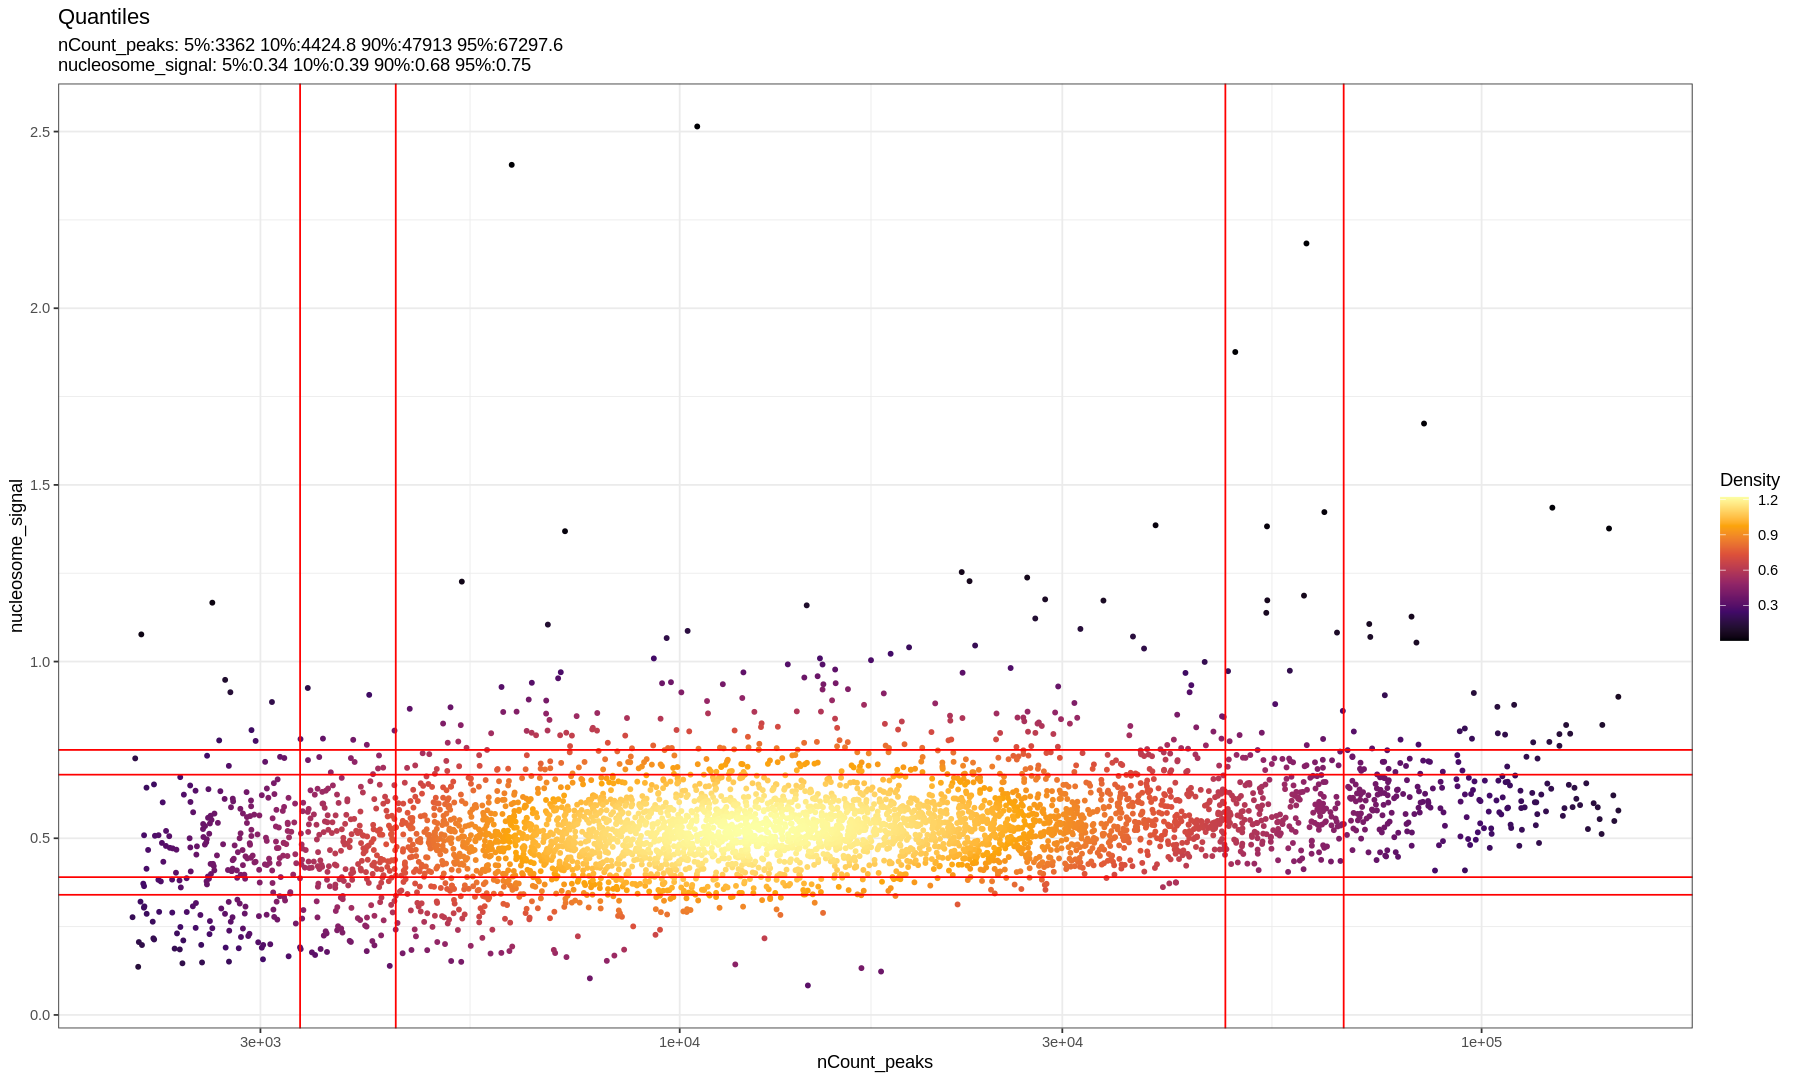 Quantiles
nCount_peaks: 5%:3362 10%:4424.8 90%:47913 95%:67297.6
nucleosome_signal: 5%:0.34 10%:0.39 90%:0.68 95%:0.75
2.5
2.0
1.5
1.0
0.5
0.0
nucleosome_signal
3e+03
1e+04
3e+04
1e+05
nCount_peaks
Density
1.2
0.9
0.6
0.3